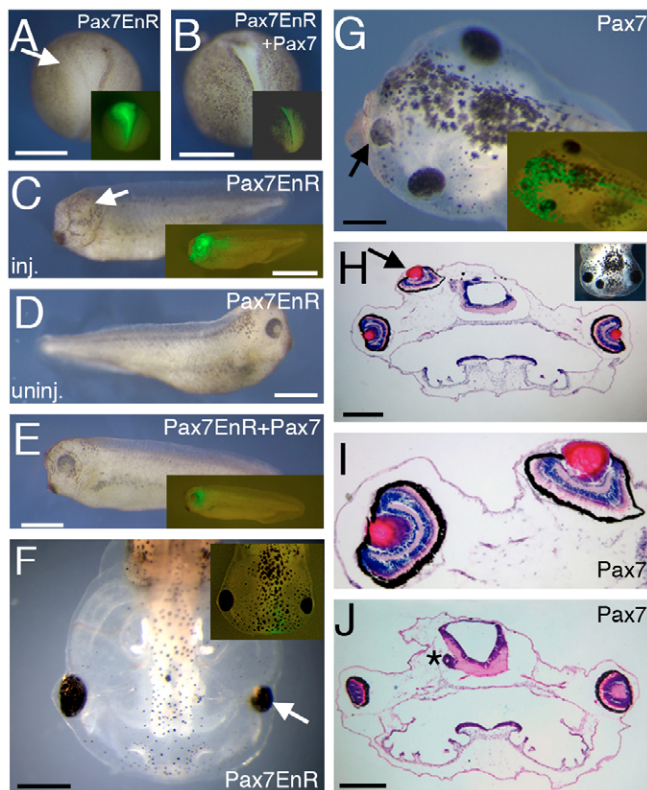 A
Pax7EnR
B
Pax7EnR
+Pax7
C
Pax7EnR
inj.
D
Pax7EnR
uninj.
E
Pax7EnR+Pax7
F
Pax7EnR
G
Pax7
H
I
Pax7
J
Pax7
*